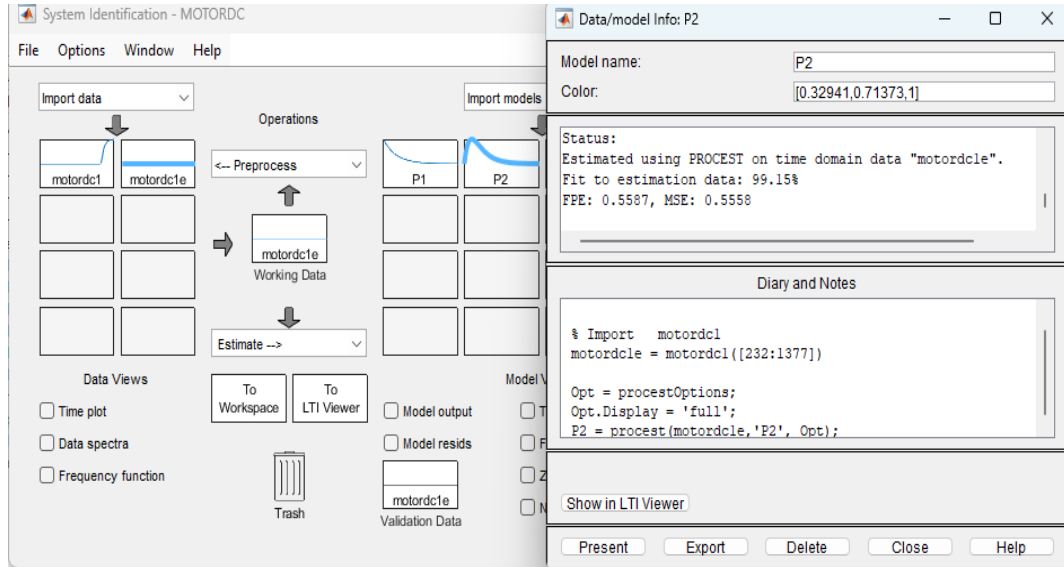 System Identification - MOTORDC
File Options Window Help
Import data
Operations
Import models
motordc1
motordc1e
<-- Preprocess
P1
P2
motordc1e
Working Data
Estimate -->
Data Views
To Workspace
To LTI Viewer
Model V
Time plot
Data spectra
Frequency function
Model output
Model resids
T
F
Z
N
Trash
motordc1e
Validation Data
Data/model Info: P2
Model name:
P2
Color:
[0.32941,0.71373,1]
Status:
Estimated using PROCEST on time domain data "motordc1e".
Fit to estimation data: 99.15%
FPE: 0.5587, MSE: 0.5558
Diary and Notes
% Import   motordc1
motordc1e = motordc1([232:1377])
Opt = procestOptions;
Opt.Display = 'full';
P2 = procest(motordc1e,'P2', Opt);
Show in LTI Viewer
Present
Export
Delete
Close
Help